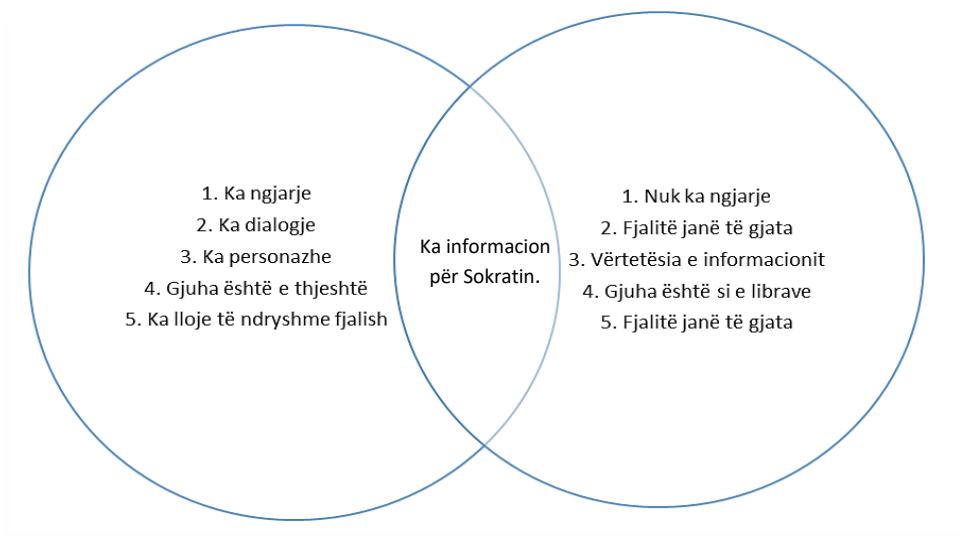 1. Ka ngjarje
2. Ka dialogje
3. Ka personazhe
4. Gjuha është e thjeshtë
5. Ka lloje të ndryshme fjalish
Ka informacion
për Sokratin.
1. Nuk ka ngjarje
2. Fjalitë janë të gjata
3. Vërtetësia e informacionit
4. Gjuha është si e librave
5. Fjalitë janë të gjata